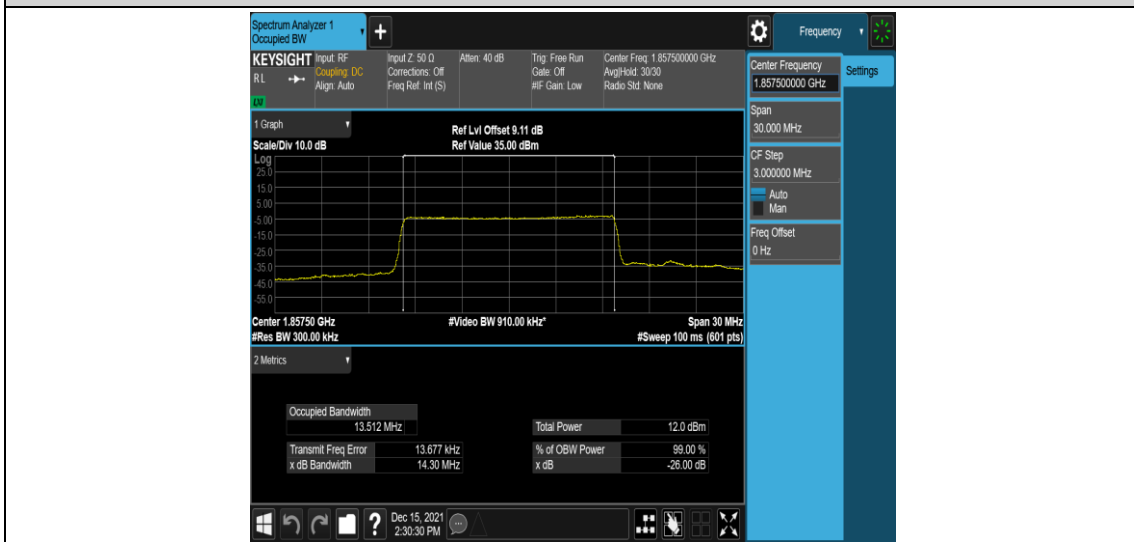 Spectrum Analyzer 1
Occupied BW
+
Frequency
KEYSIGHT
RL
LXI
Input: RF
Coupling: DC
Align: Auto
Input Z: 50 Ω
Corrections: Off
Freq Ref: Int (S)
Atten: 40 dB
Trig: Free Run
Gate: Off
#IF Gain: Low
Center Freq: 1.857500000 GHz
Avg|Hold: 30/30
Radio Std: None
Center Frequency
1.857500000 GHz
Settings
Span
30.000 MHz
CF Step
3.000000 MHz
Auto
Man
Freq Offset
0 Hz
1 Graph
Scale/Div 10.0 dB
Ref Lvl Offset 9.11 dB
Ref Value 35.00 dBm
Log
25.0
15.0
5.00
-5.00
-15.0
-25.0
-35.0
-45.0
-55.0
Center 1.85750 GHz
#Res BW 300.00 kHz
#Video BW 910.00 kHz*
Span 30 MHz
#Sweep 100 ms (601 pts)
2 Metrics
Occupied Bandwidth
13.512 MHz
Total Power 12.0 dBm
Transmit Freq Error 13.677 kHz
% of OBW Power 99.00 %
x dB Bandwidth 14.30 MHz
x dB -26.00 dB
?
Dec 15, 2021
2:30:30 PM